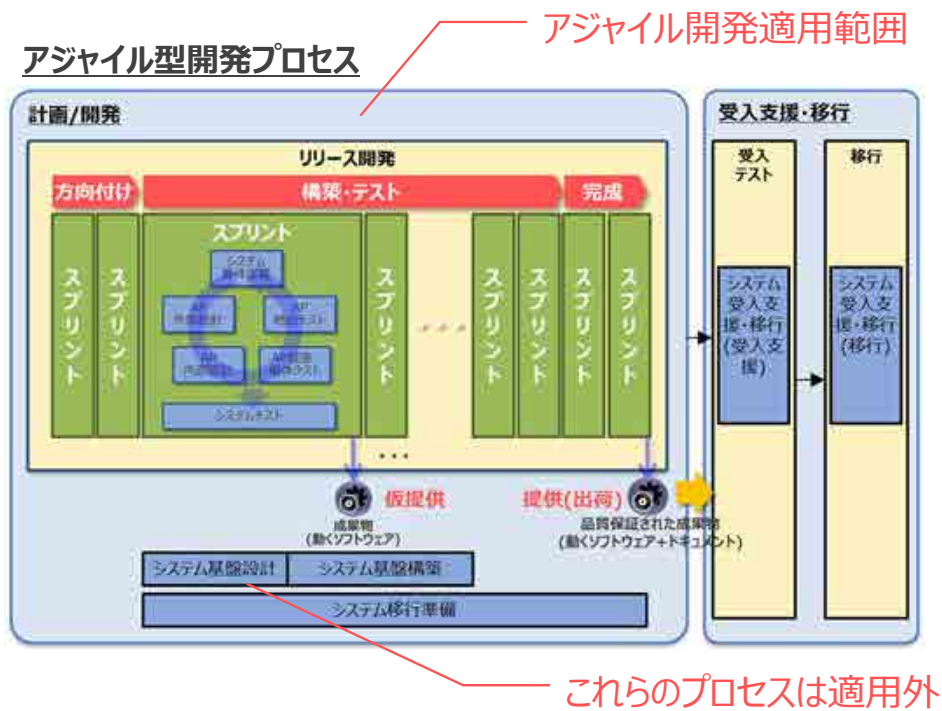 アジャイル開発適用範囲
アジャイル型開発プロセス
計画/開発
リリース開発
方向付け
構築・テスト
完成
スプリント
スプリント
スプリント
システム
AP
AP
システムテスト
スプリント
スプリント
スプリント
スプリント
スプリント
・・・
仮提供
成果物
(動くソフトウェア)
提供(出荷)
品質保証された成果物
(動くソフトウェア+ドキュメント)
システム基盤設計
システム基盤構築
システム移行準備
受入支援・移行
受入
テスト
移行
システム
受入支
援・移行
(受入支
援)
システム
受入支
援・移行
(移行)
これらのプロセスは適用外